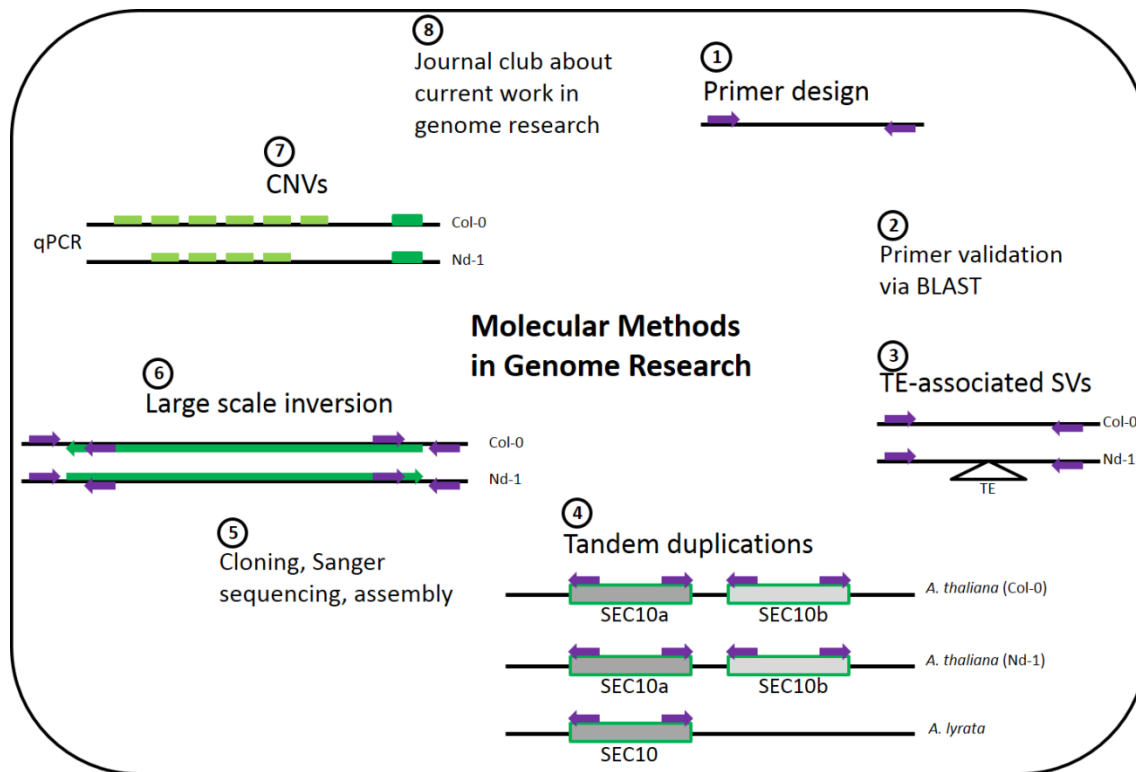 Molecular Methods
in Genome Research
1
Primer design
2
Primer validation
via BLAST
3
TE-associated SVs
Col-0
Nd-1
TE
4
Tandem duplications
A. thaliana (Col-0)
SEC10a
SEC10b
A. thaliana (Nd-1)
SEC10a
SEC10b
A. lyrata
SEC10
5
Cloning, Sanger
sequencing, assembly
6
Large scale inversion
Col-0
Nd-1
7
CNVs
qPCR
Col-0
Nd-1
8
Journal club about
current work in
genome research